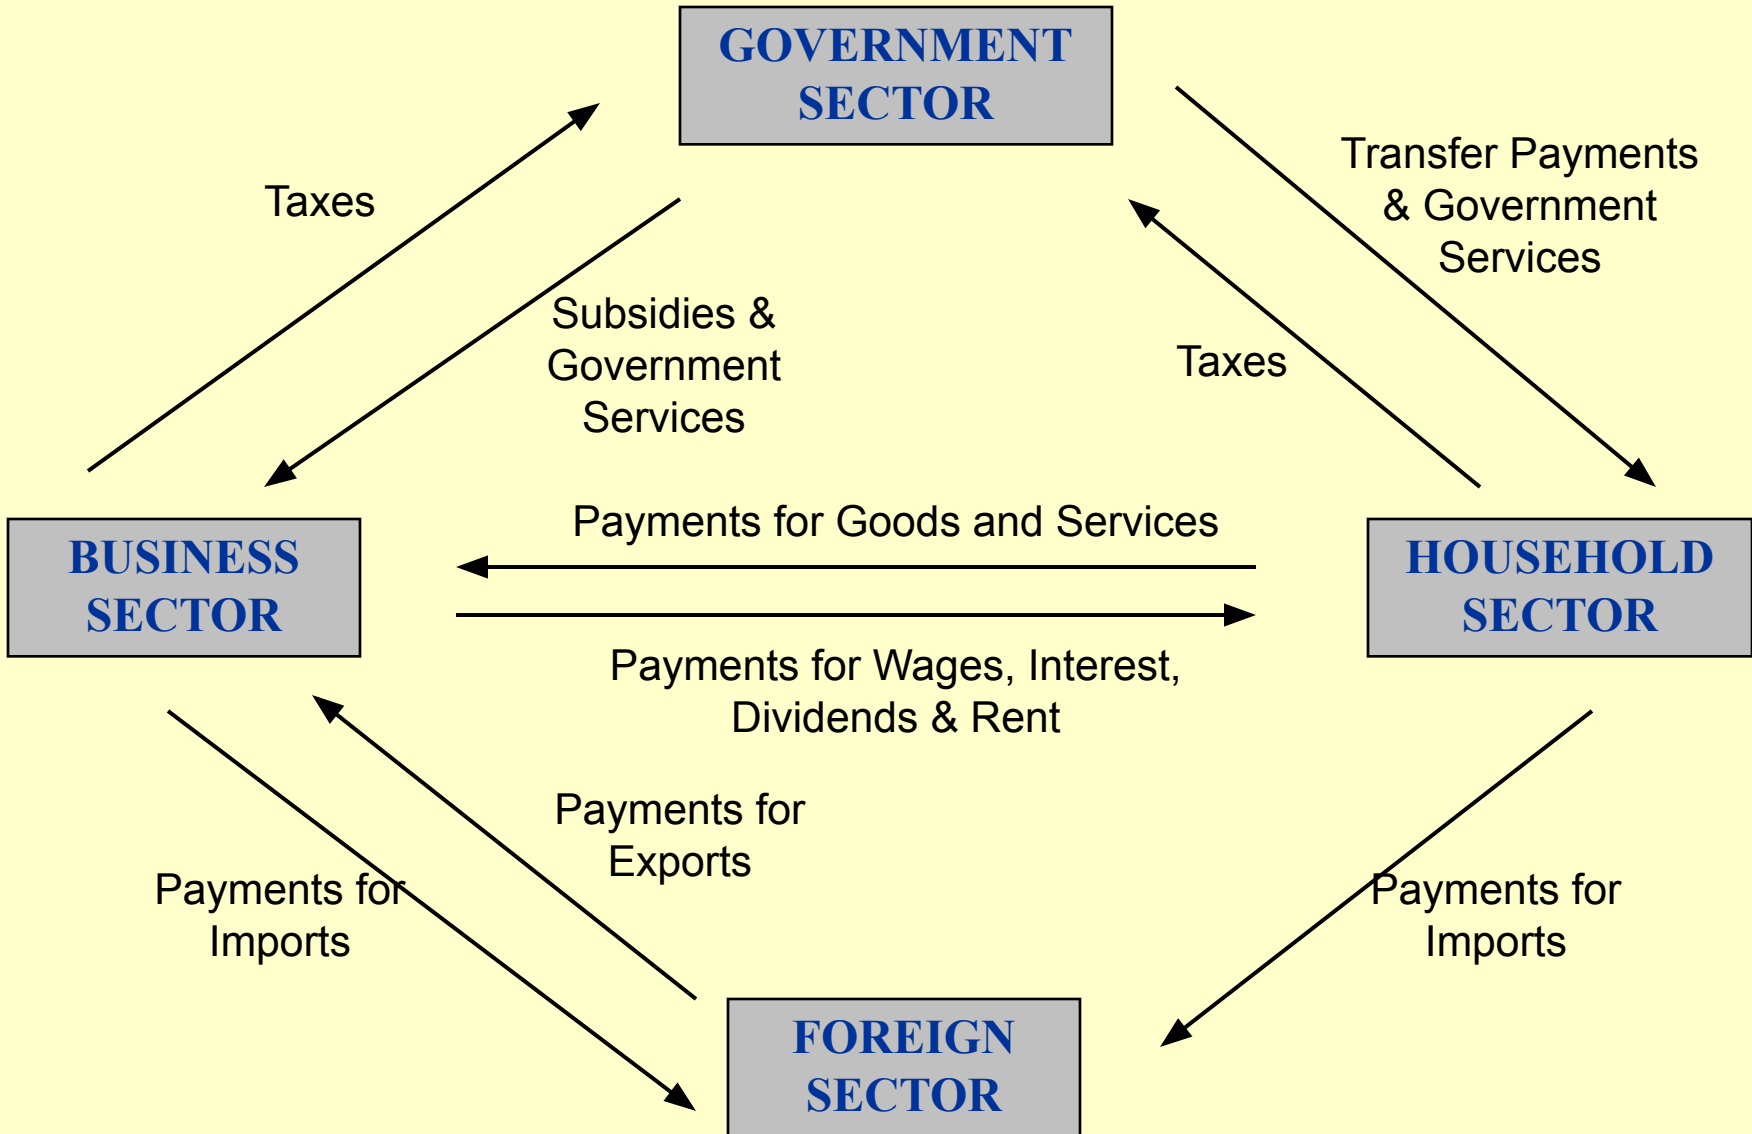 GOVERNMENT
SECTOR
Transfer Payments
& Government
Services
Taxes
Subsidies &
Government
Services
Taxes
Payments for Goods and Services
BUSINESS
SECTOR
HOUSEHOLD
SECTOR
Payments for Wages, Interest,
Dividends & Rent
Payments for
Exports
Payments for
Imports
Payments for
Imports
FOREIGN
SECTOR